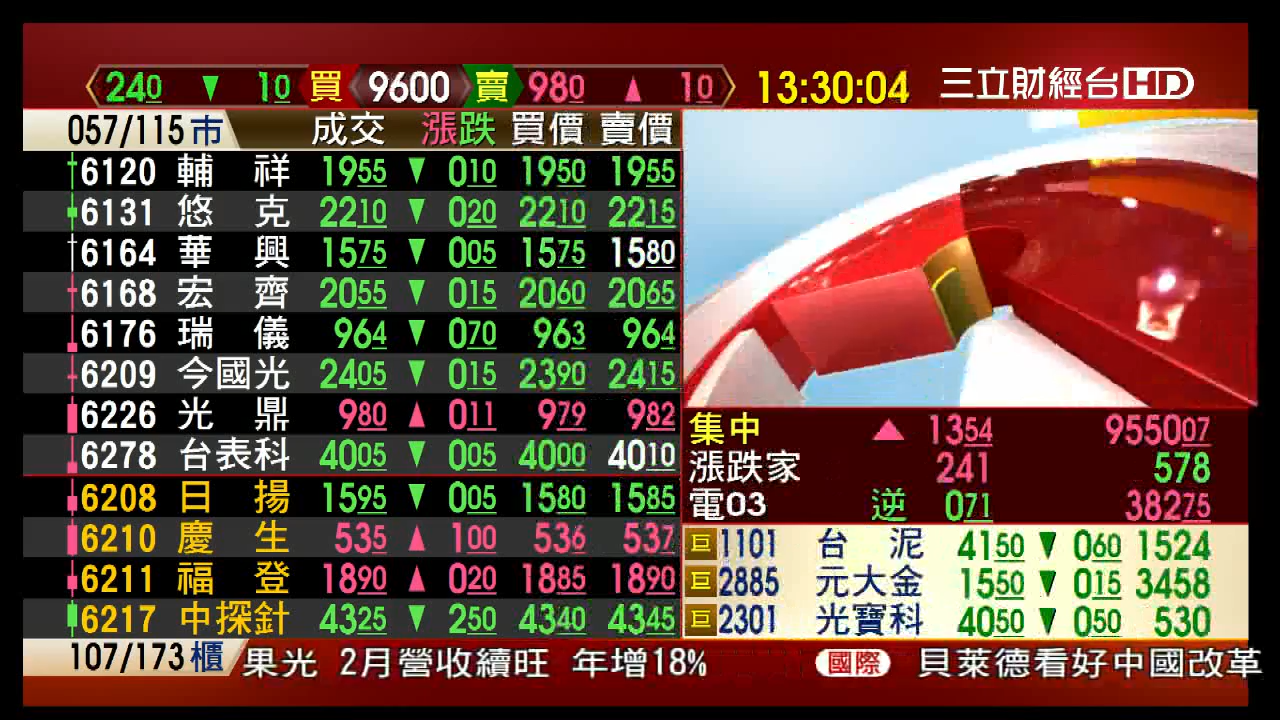 240 ▼ 10 買 9600 賣 980 ▲ 10 13:30:04 三立財經台HD
057/115市 成交 漲跌 買價 賣價
6120 輔祥 1955 ▼ 010 1950 1955
6131 悠克 2210 ▼ 020 2210 2215
6164 華興 1575 ▼ 005 1575 1580
6168 宏齊 2055 ▼ 015 2060 2065
6176 瑞儀 964 ▼ 070 963 964
6209 今國光 2405 ▼ 015 2390 2415
6226 光鼎 980 ▲ 011 979 982
6278 台表科 4005 ▼ 005 4000 4010
6208 日揚 1595 ▼ 005 1580 1585
6210 慶生 535 ▲ 100 536 537
6211 福登 1890 ▲ 020 1885 1890
6217 中探針 4325 ▼ 250 4340 4345
集中 ▲ 1354 955007
漲跌家 241 578
電03 逆 071 38275
巨 1101 台泥 4150 ▼ 060 1524
巨 2885 元大金 1550 ▼ 015 3458
巨 2301 光寶科 4050 ▼ 050 530
107/173櫃 果光 2月營收續旺 年增18% 國際 貝萊德看好中國改革